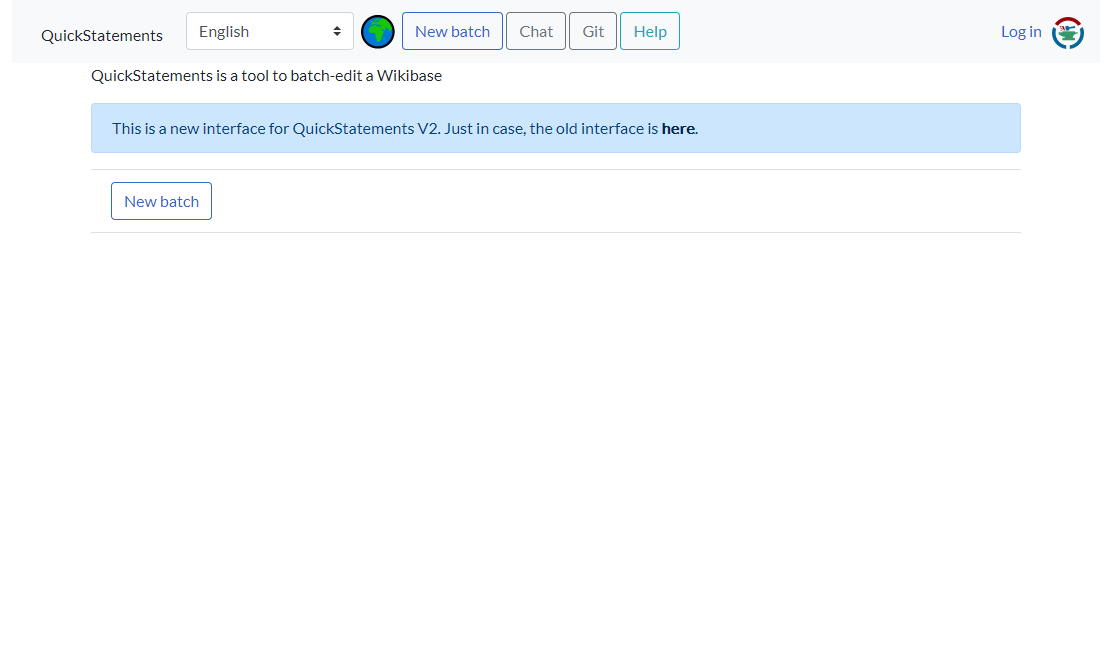 QuickStatements English New batch Chat Git Help Log in
QuickStatements is a tool to batch-edit a Wikibase
This is a new interface for QuickStatements V2. Just in case, the old interface is here.
New batch